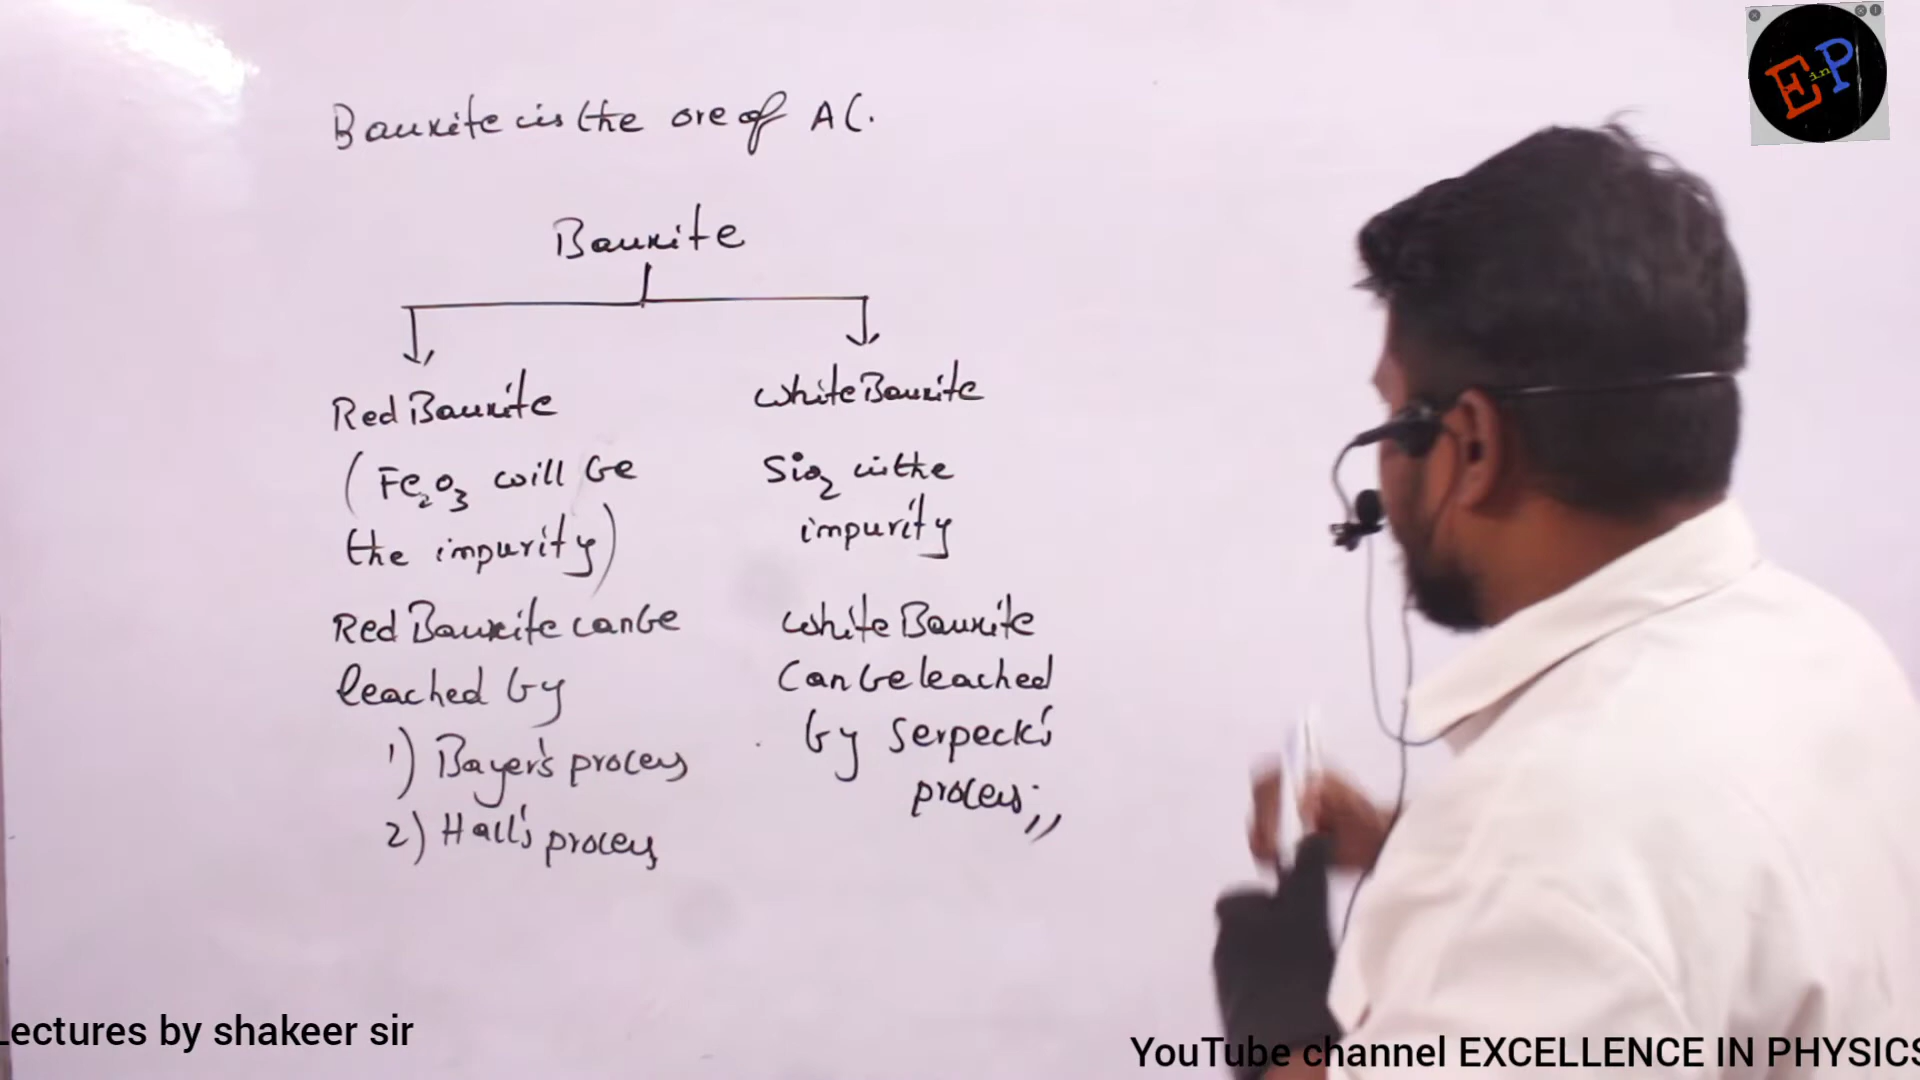 Bauxite is the ore of Al.
Bauxite
Red Bauxite
(Fe₂O₃ will be
the impurity)
Red Bauxite can be
leached by
1) Bayer's process
2) Hall's process
White Bauxite
SiO₂ is the
impurity
White Bauxite
Can be leached
by Serpeck's
process.,,
E in P
Lectures by shakeer sir
YouTube channel EXCELLENCE IN PHYSICS